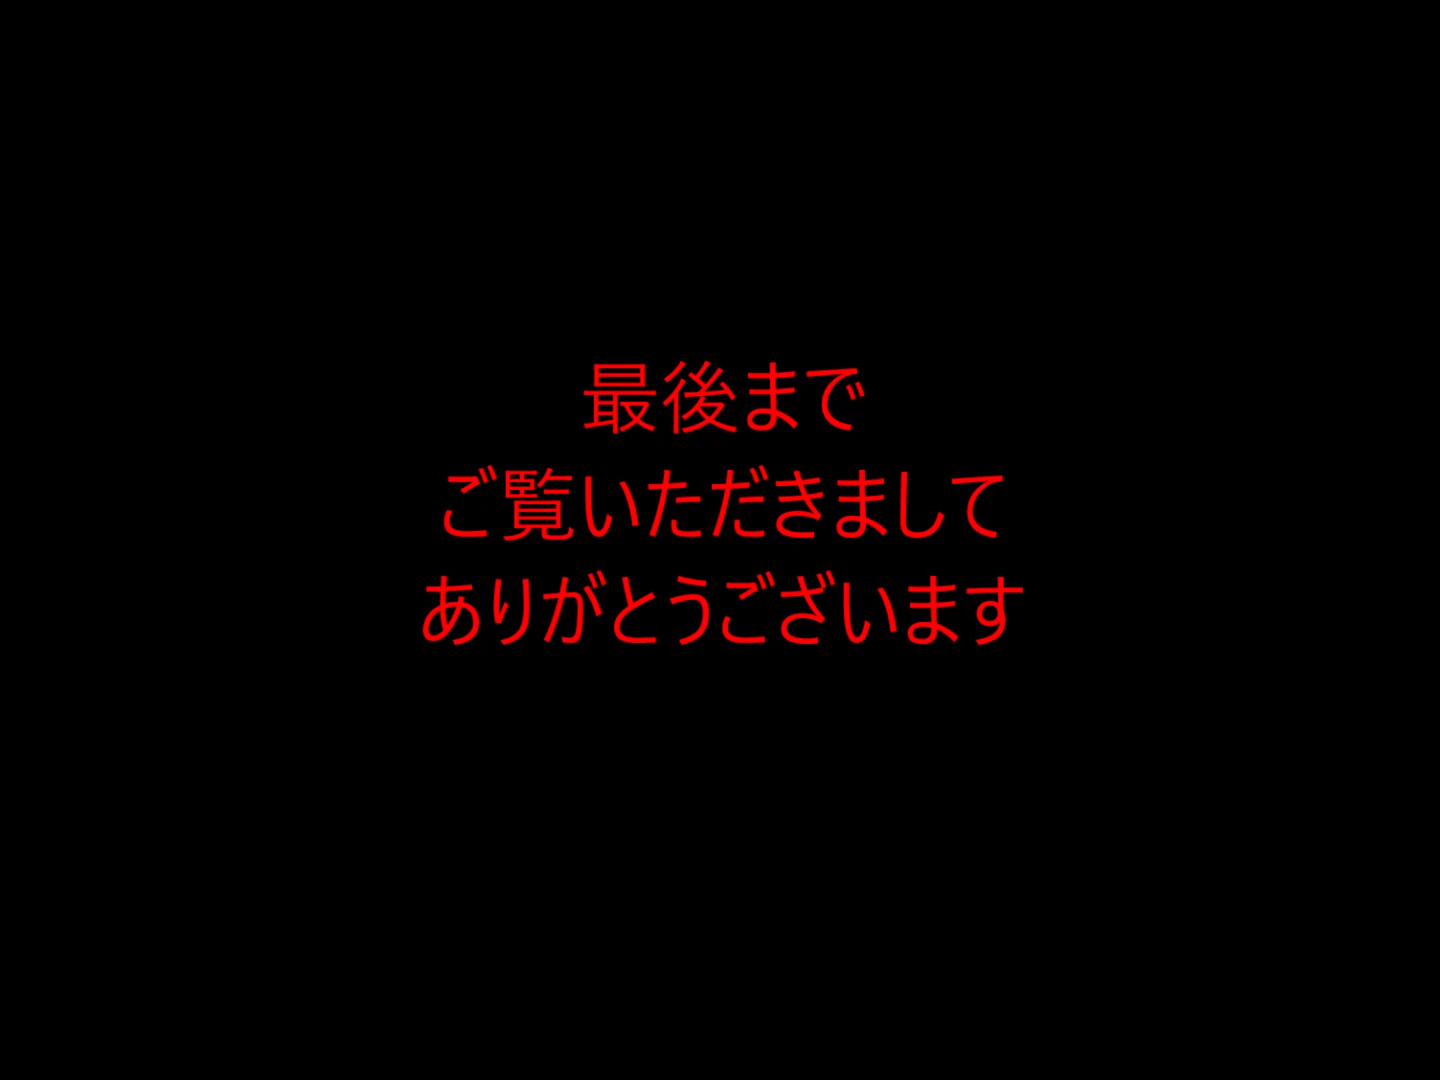 最後まで
ご覧いただきまして
ありがとうございます